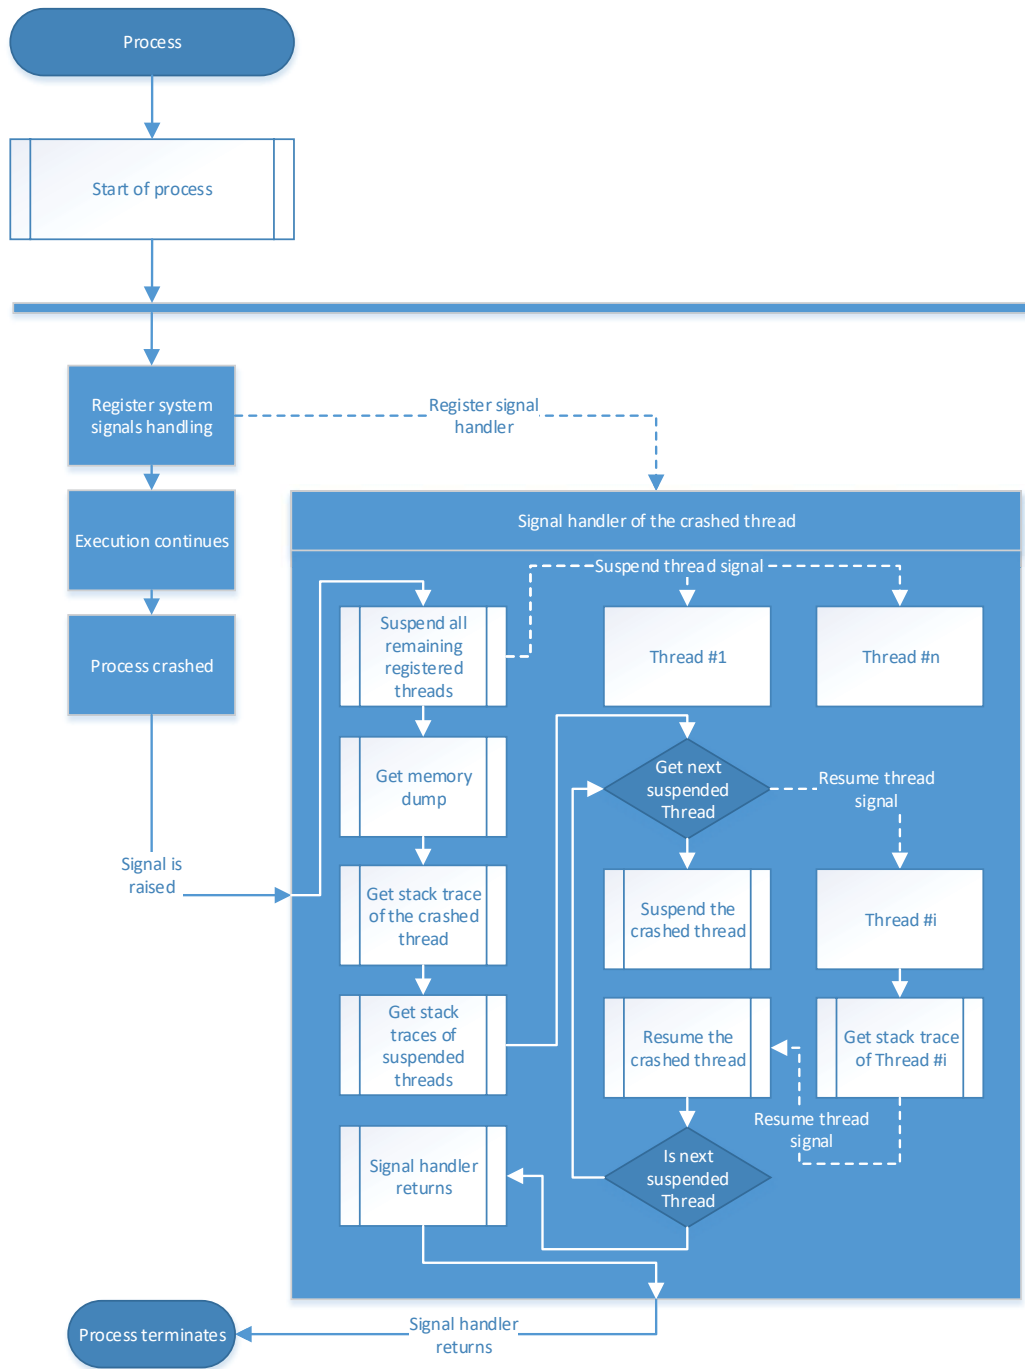 Process
Start of process
Register system
signals handling
Register signal
handler
Execution continues
Process crashed
Signal is
raised
Signal handler of the crashed thread
Suspend thread signal
Suspend all
remaining
registered
threads
Thread #1
Thread #n
Get memory
dump
Get next
suspended
Thread
Resume thread
signal
Get stack trace
of the crashed
thread
Suspend the
crashed thread
Thread #i
Get stack
traces of
suspended
threads
Resume the
crashed thread
Get stack trace
of Thread #i
Resume thread
signal
Signal handler
returns
Is next
suspended
Thread
Process terminates
Signal handler
returns